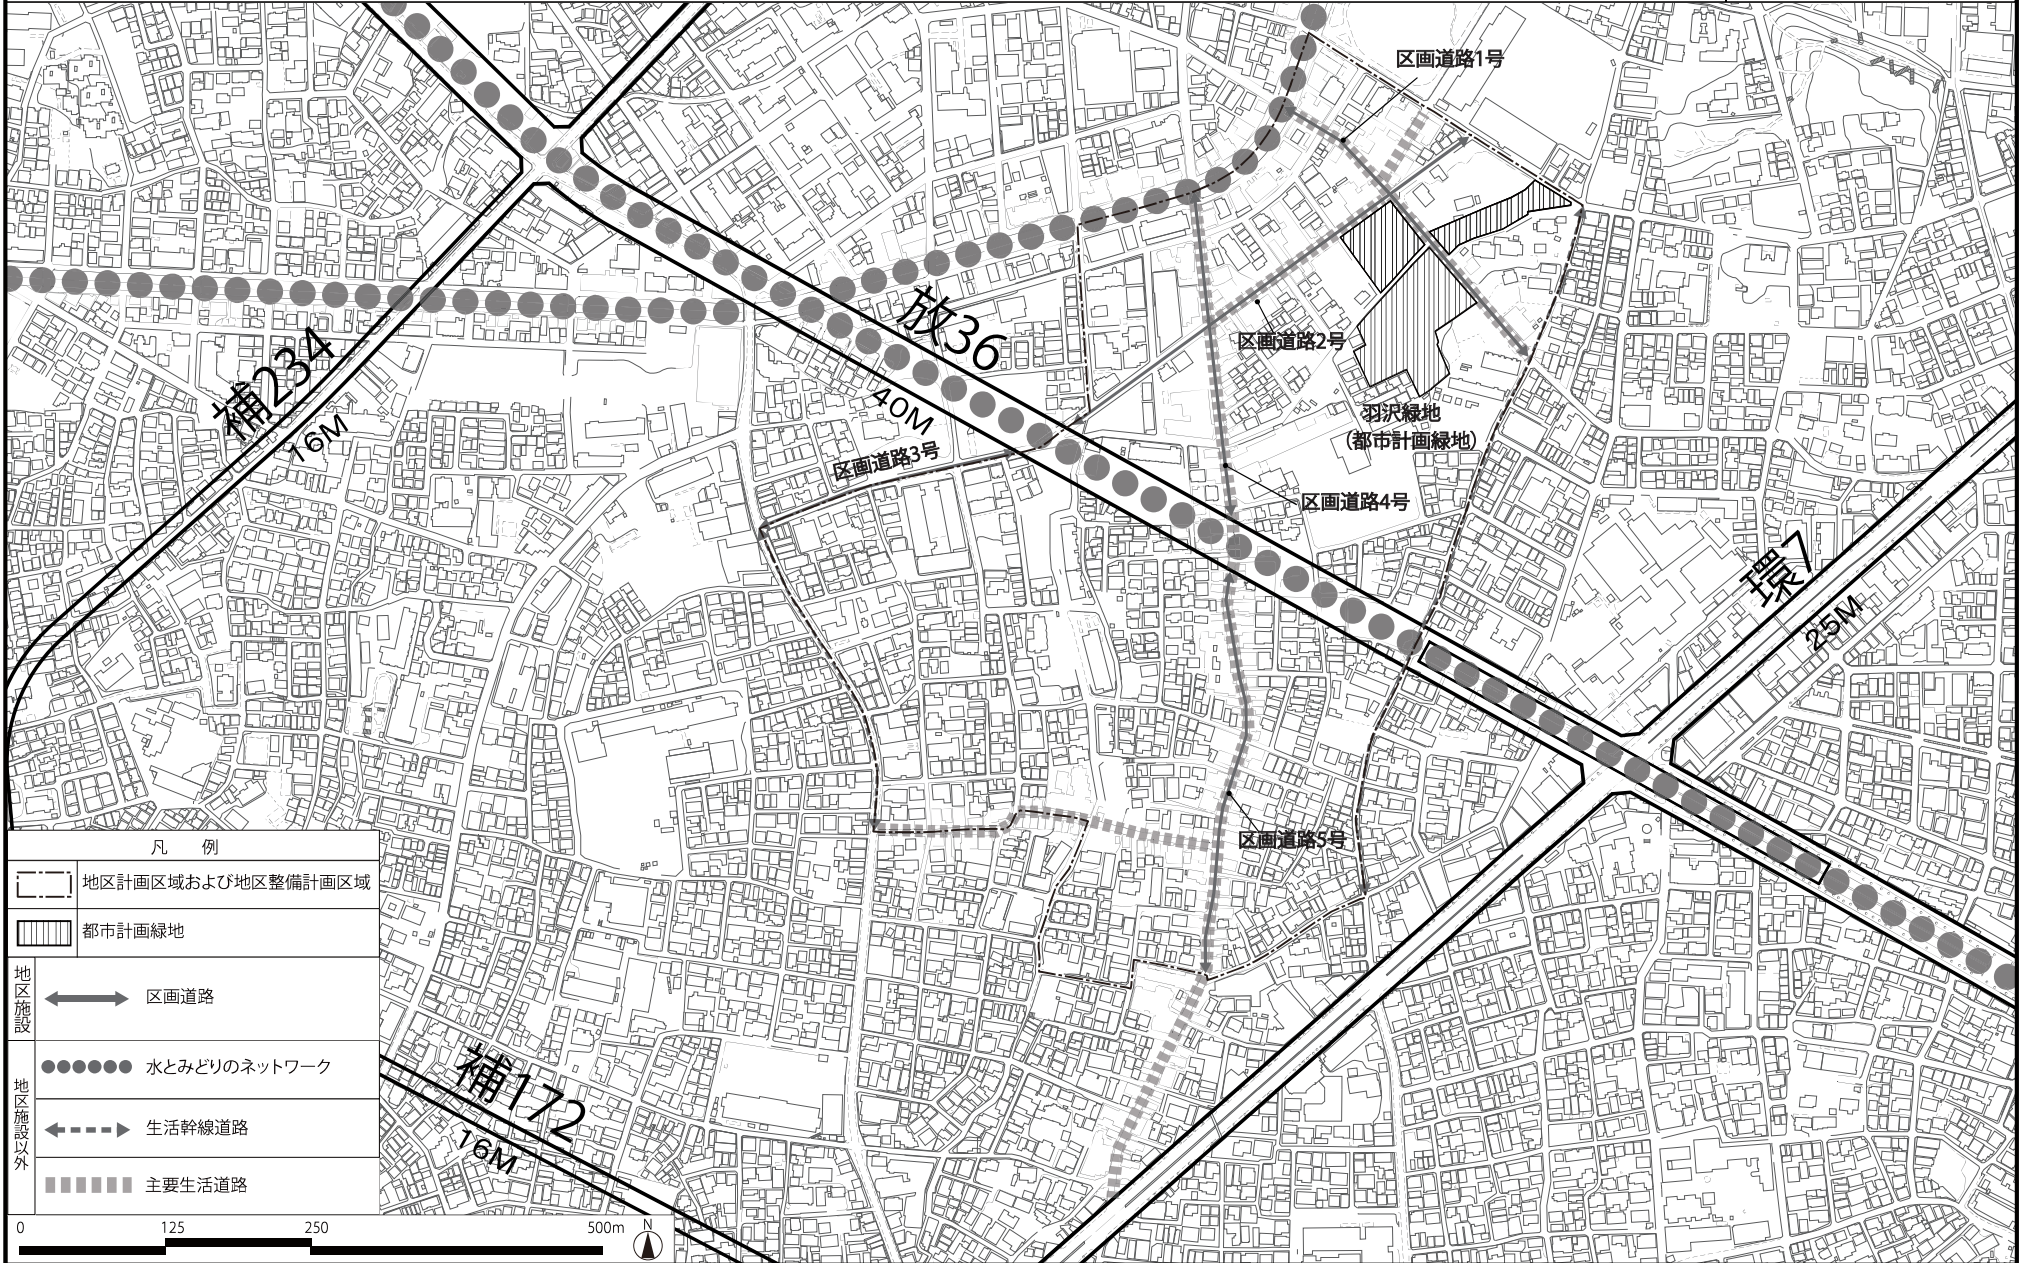 区画道路1号
放36
40M
補234
16M
区画道路2号
羽沢緑地
(都市計画緑地)
区画道路3号
区画道路4号
環7
25M
区画道路5号
補172
16M
凡 例
地区計画区域および地区整備計画区域
都市計画緑地
地区施設
区画道路
地区施設以外
水とみどりのネットワーク
生活幹線道路
主要生活道路
0 125 250 500m
N